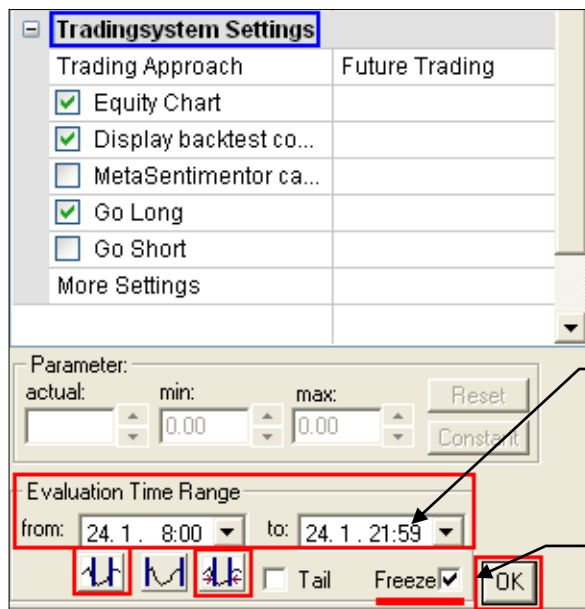 Tradingsystem Settings
Trading Approach Future Trading
Equity Chart
Display backtest co...
MetaSentimentor ca...
Go Long
Go Short
More Settings
Parameter:
actual: min: max: Reset
0.00 0.00 Constant
Evaluation Time Range
from: 24. 1 . 8:00 to: 24. 1 . 21:59
Tail Freeze OK